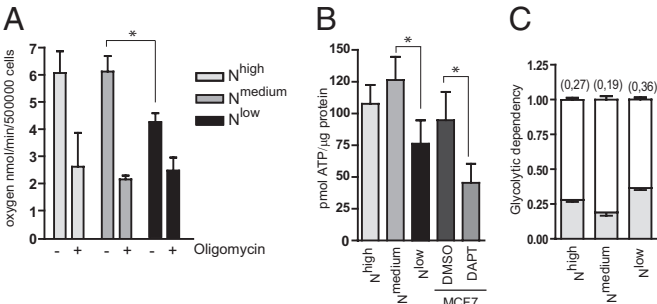 A
oxygen nmol/min/500000 cells
7
6
5
4
3
2
1
0
*
- + - + - +
Oligomycin
N^high
N^medium
N^low
B
pmol ATP/μg protein
150
125
100
75
50
25
0
*
*
N^high
N^medium
N^low
DMSO
DAPT
MCF7
C
Glycolytic dependency
1.25
1.00
0.75
0.50
0.25
0.00
(0,27) (0,19) (0,36)
N^high
N^medium
N^low